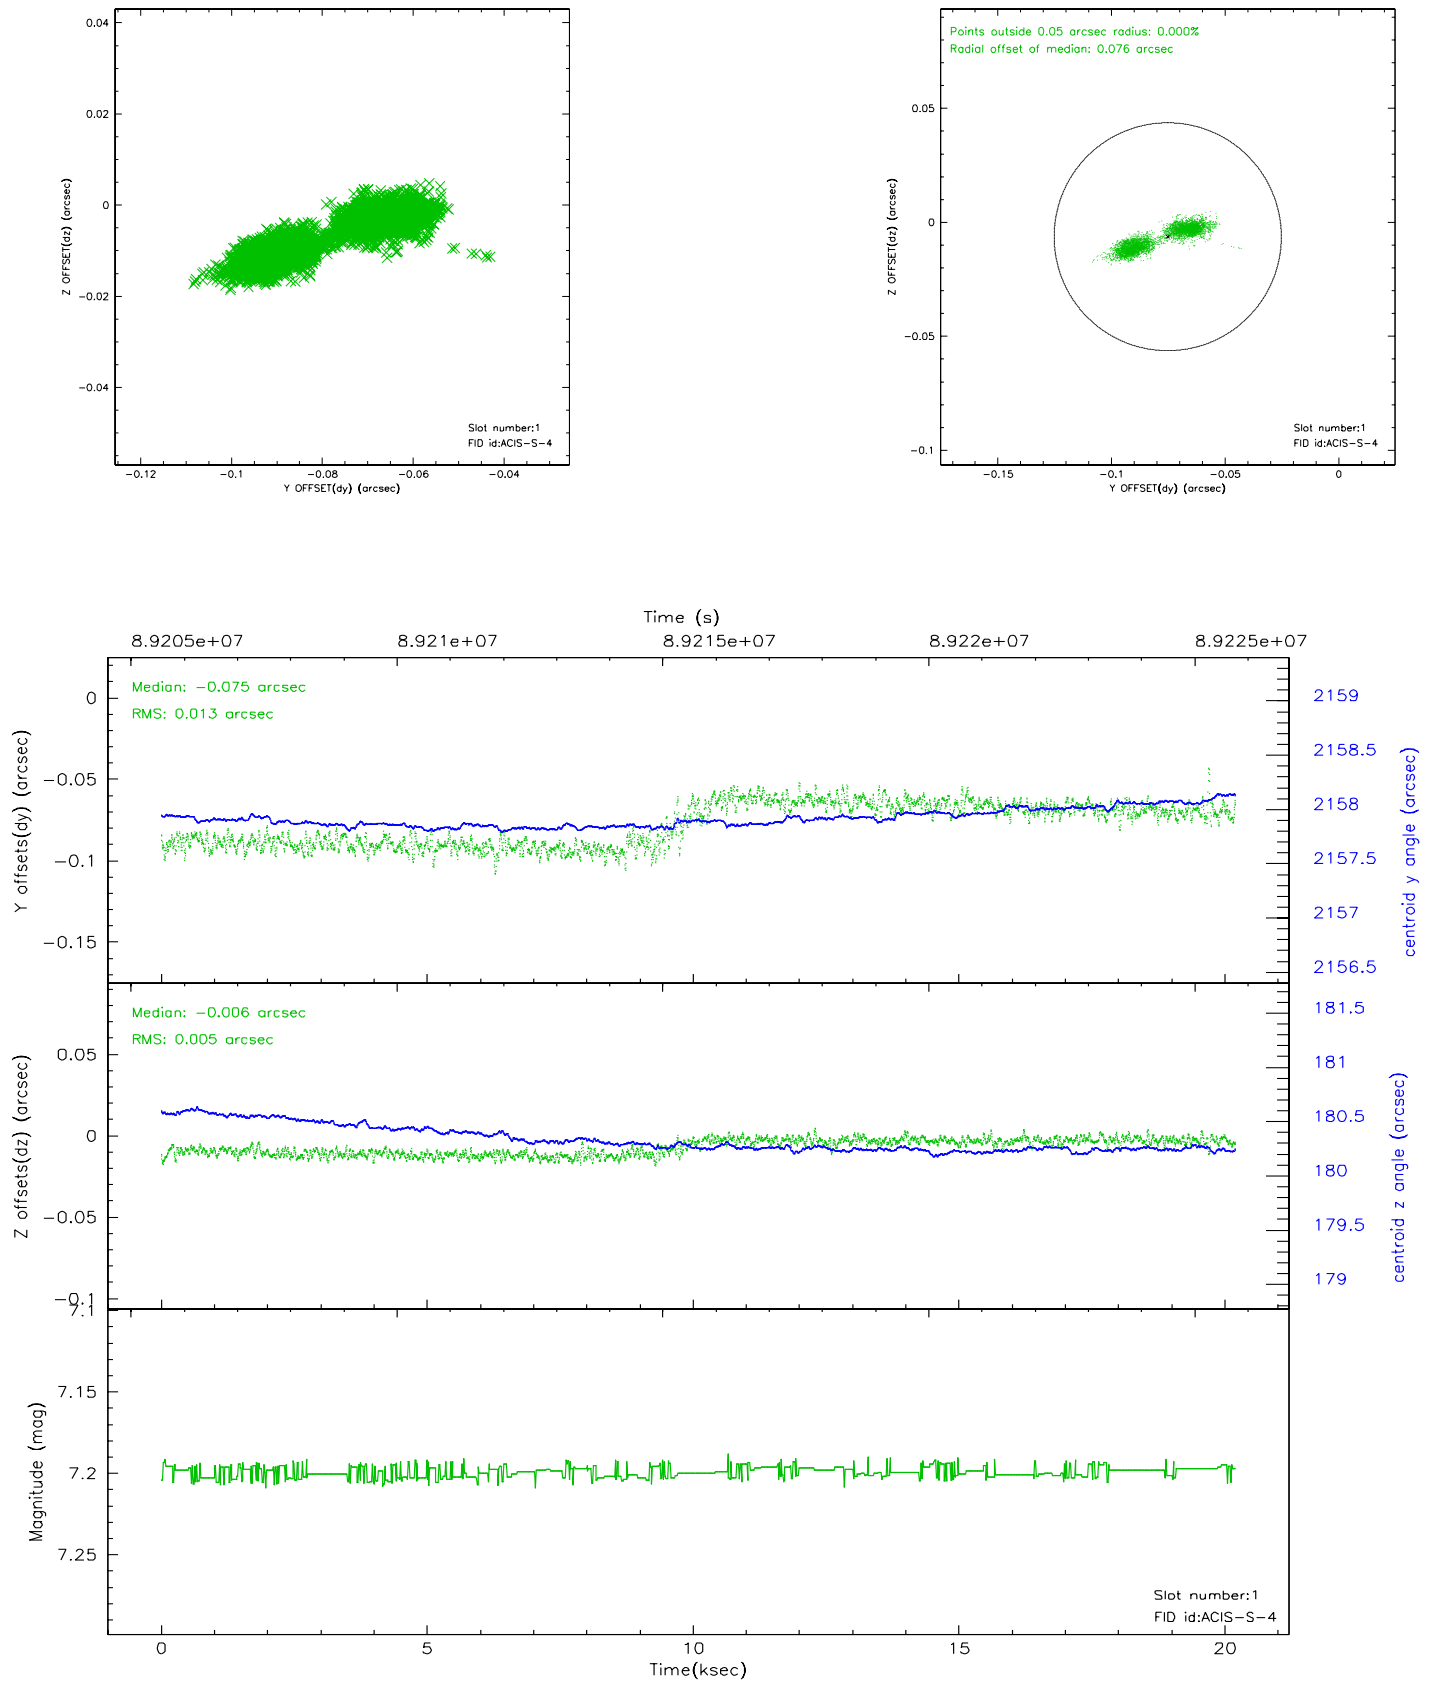 0.04
0.02
0
-0.02
-0.04
Z OFFSET(dz) (arcsec)
Slot number:1
FID id:ACIS-S-4
-0.12 -0.1 -0.08 -0.06 -0.04
Y OFFSET(dy) (arcsec)
Points outside 0.05 arcsec radius: 0.000%
Radial offset of median: 0.076 arcsec
0.05
0
-0.05
-0.1
Z OFFSET(dz) (arcsec)
Slot number:1
FID id:ACIS-S-4
-0.15 -0.1 -0.05 0
Y OFFSET(dy) (arcsec)
Time (s)
8.9205e+07 8.921e+07 8.9215e+07 8.922e+07 8.9225e+07
Median: -0.075 arcsec
RMS: 0.013 arcsec
0
-0.05
-0.1
-0.15
Y offsets(dy) (arcsec)
2159
2158.5
2158
2157.5
2157
2156.5
centroid y angle (arcsec)
Median: -0.006 arcsec
RMS: 0.005 arcsec
0.05
0
-0.05
-0.1
Z offsets(dz) (arcsec)
181.5
181
180.5
180
179.5
179
centroid z angle (arcsec)
7.1
7.15
7.2
7.25
Magnitude (mag)
Slot number:1
FID id:ACIS-S-4
0 5 10 15 20
Time(ksec)